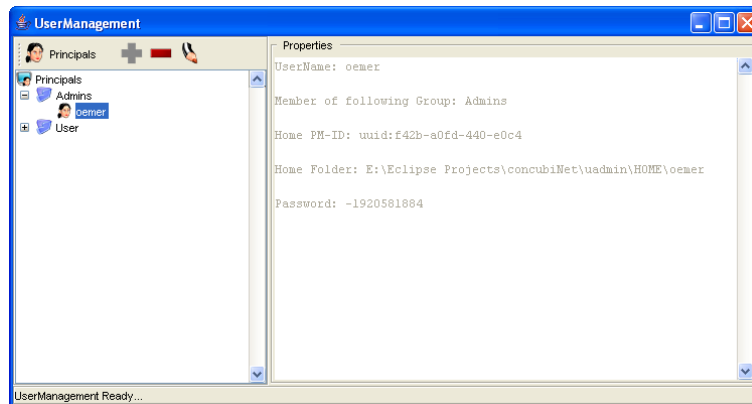 UserManagement
Principals
Properties
Principals
Admins
oemer
User
UserName: oemer
Member of following Group: Admins
Home PM-ID: uuid:f42b-a0fd-440-e0c4
Home Folder: E:\Eclipse Projects\concubiNet\uadmin\HOME\oemer
Password: -1920581884
UserManagement Ready...